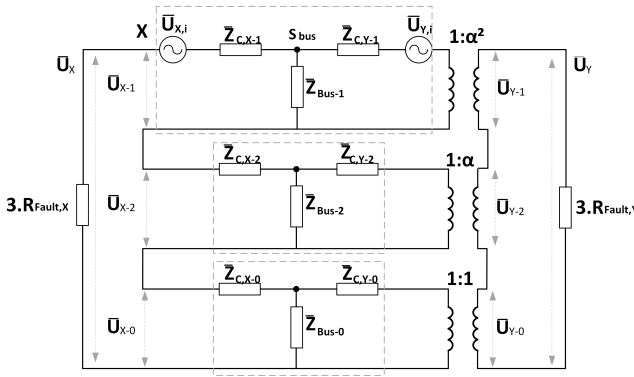 X Ū_X,i Z̄_C,X-1 S bus Z̄_C,Y-1 Ū_Y,i 1:α²
Ū_X Ū_X-1 Z̄_Bus-1 Ū_Y-1 Ū_Y
Z̄_C,X-2 Z̄_C,Y-2 1:α
3.R_Fault,X Ū_X-2 Z̄_Bus-2 Ū_Y-2 3.R_Fault,
Z̄_C,X-0 Z̄_C,Y-0 1:1
Ū_X-0 Z̄_Bus-0 Ū_Y-0